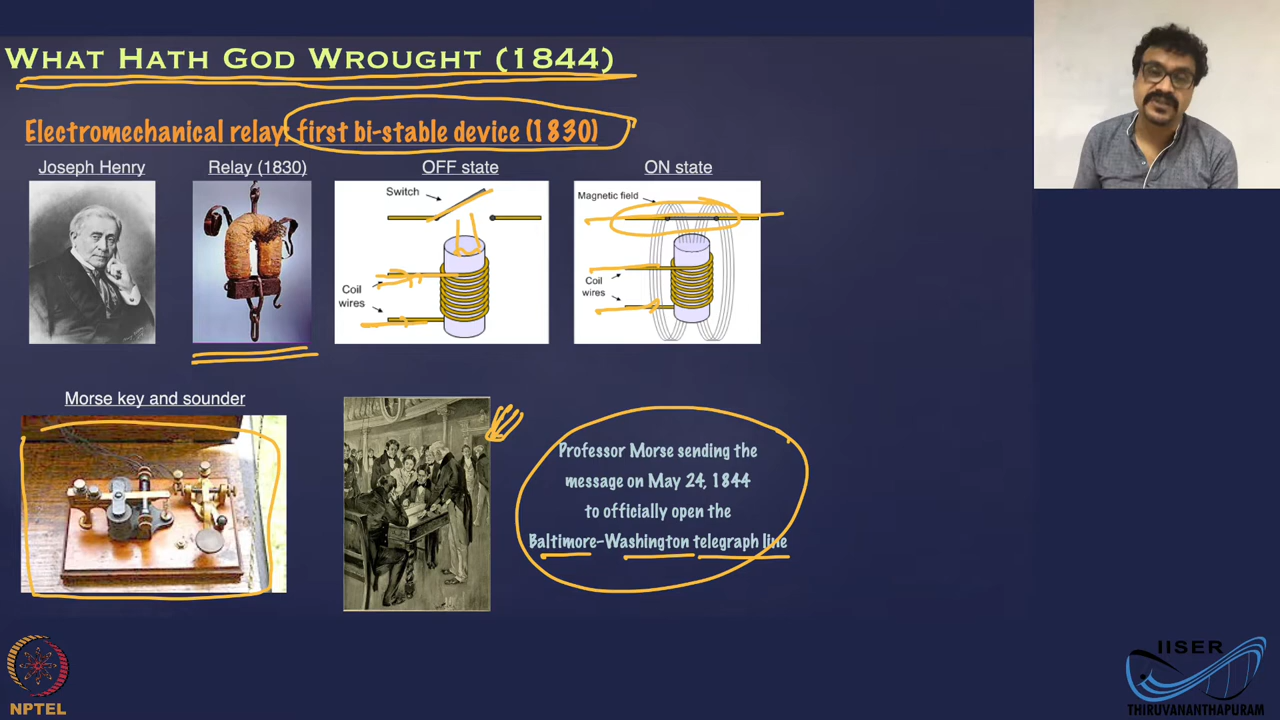 What Hath God Wrought (1844)
Electromechanical relay: first bi-stable device (1830)
Joseph Henry
Relay (1830)
OFF state
ON state
Switch
Coil
wires
Magnetic field
Coil
wires
Morse key and sounder
Professor Morse sending the
message on May 24, 1844
to officially open the
Baltimore-Washington telegraph line
NPTEL
IISER
THIRUVANANTHAPURAM